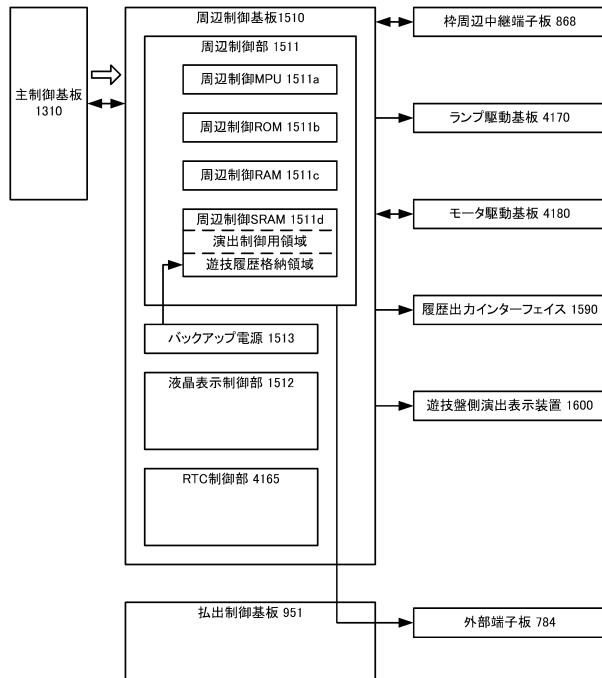 周辺制御基板1510
周辺制御部 1511
周辺制御MPU 1511a
周辺制御ROM 1511b
周辺制御RAM 1511c
周辺制御SRAM 1511d
演出制御用領域
遊技履歴格納領域
バックアップ電源 1513
液晶表示制御部 1512
RTC制御部 4165
払出制御基板 951
主制御基板
1310
枠周辺中継端子板 868
ランプ駆動基板 4170
モータ駆動基板 4180
履歴出力インターフェイス 1590
遊技盤側演出表示装置 1600
外部端子板 784